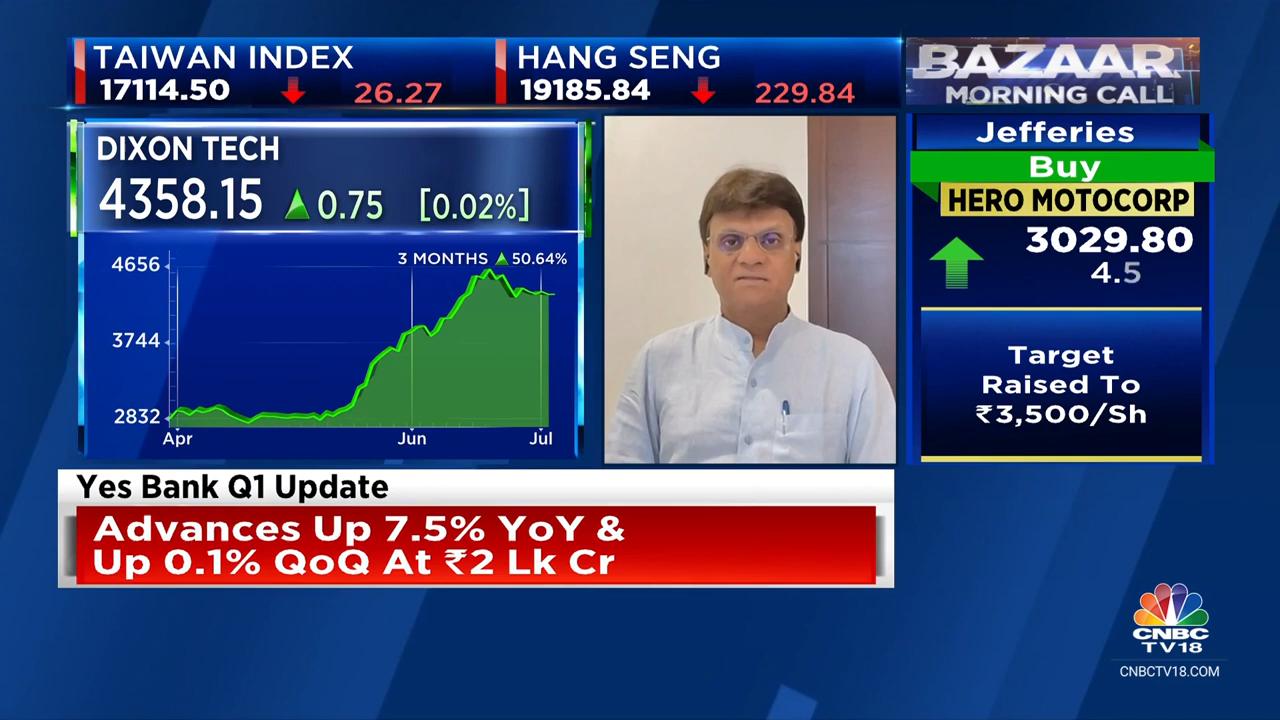 TAIWAN INDEX
17114.50 26.27
HANG SENG
19185.84 229.84
BAZAAR
MORNING CALL
DIXON TECH
4358.15 0.75 [0.02%]
3 MONTHS 50.64%
4656
3744
2832
Apr Jun Jul
Jefferies
Buy
HERO MOTOCORP
3029.80
4.5
Target
Raised To
₹3,500/Sh
Yes Bank Q1 Update
Advances Up 7.5% YoY &
Up 0.1% QoQ At ₹2 Lk Cr
CNBC
TV18
CNBCTV18.COM